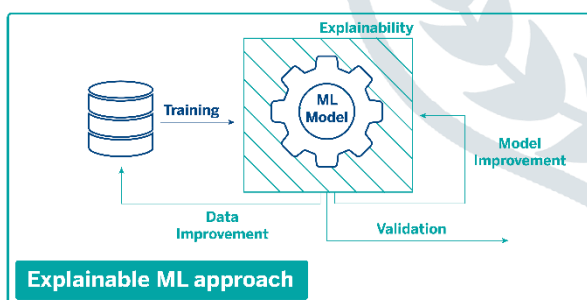 Explainability
Training
ML
Model
Model
Improvement
Data
Improvement
Validation
Explainable ML approach